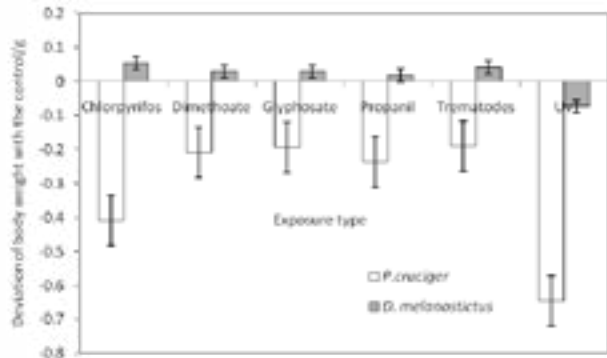 Deviation of body weight with the control/g
0.2
0.1
0
-0.1
-0.2
-0.3
-0.4
-0.5
-0.6
-0.7
-0.8
Chlorpyrifos Dimethoate Glyphosate Propanil Trematodes UV
Exposure type
P.cruciger
D. melanostictus